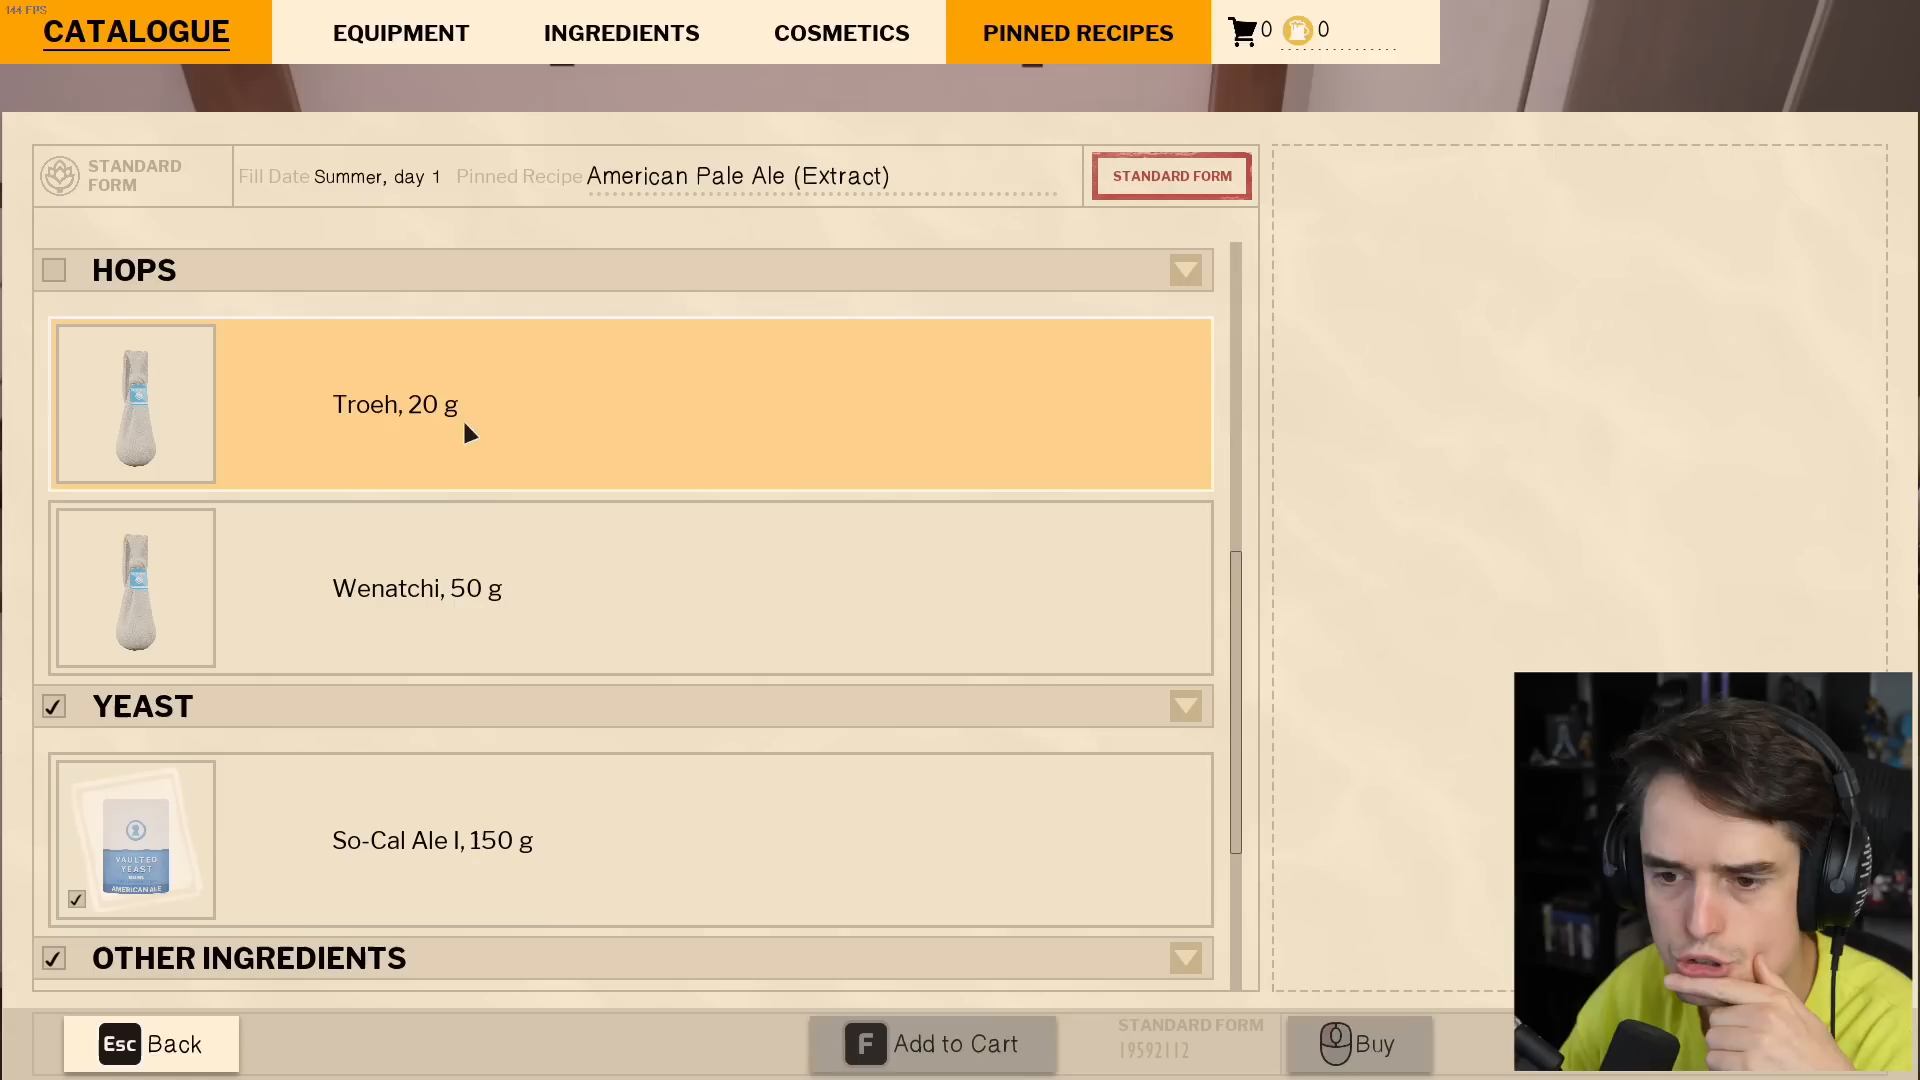 144 FPS
CATALOGUE
EQUIPMENT
INGREDIENTS
COSMETICS
PINNED RECIPES
0
0
STANDARD
FORM
Fill Date Summer, day 1
Pinned Recipe American Pale Ale (Extract)
STANDARD FORM
HOPS
Troeh, 20 g
Wenatchi, 50 g
YEAST
VAULTED
YEAST
AMERICAN ALE
So-Cal Ale I, 150 g
OTHER INGREDIENTS
Esc Back
F Add to Cart
STANDARD FORM
19592112
Buy